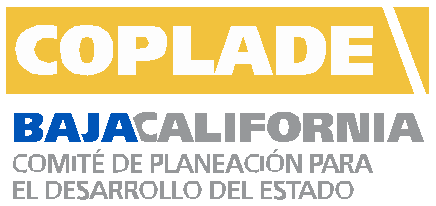 COPLADE
BAJACALIFORNIA
COMITÉ DE PLANEACIÓN PARA
EL DESARROLLO DEL ESTADO